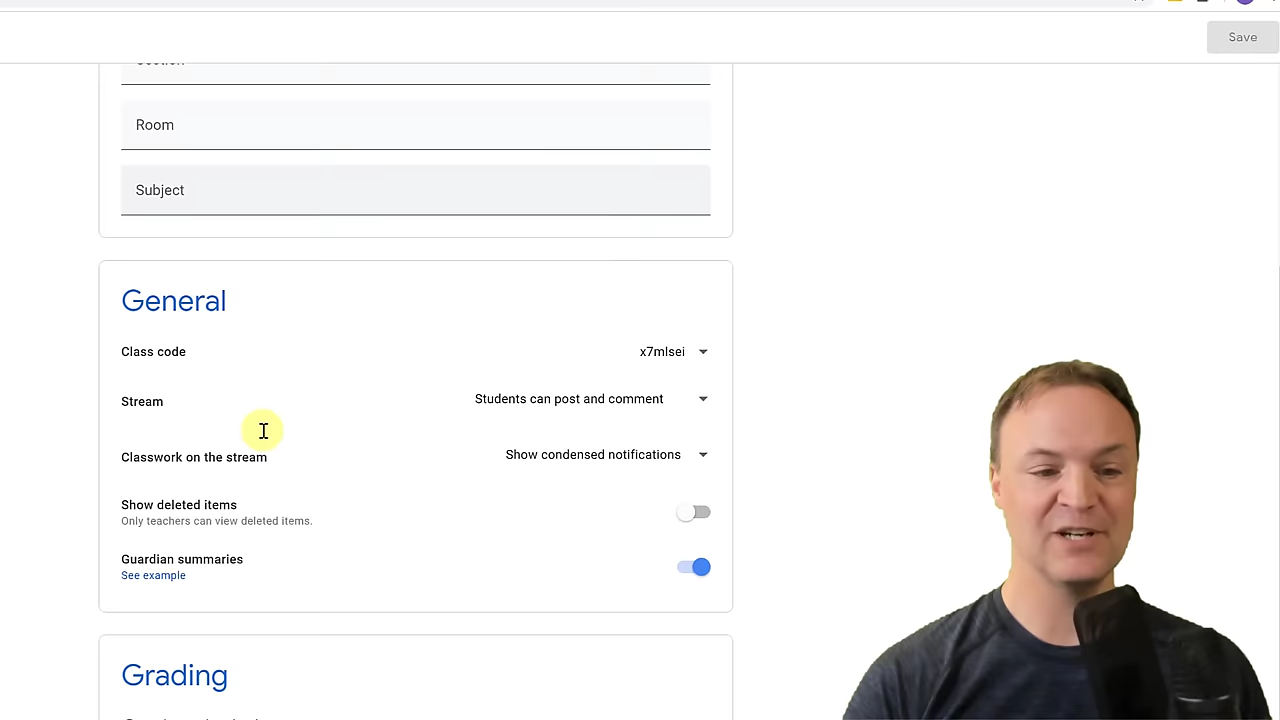 Save
Section
Room
Subject
General
Class code x7mlsei
Stream Students can post and comment
Classwork on the stream Show condensed notifications
Show deleted items
Only teachers can view deleted items.
Guardian summaries
See example
Grading